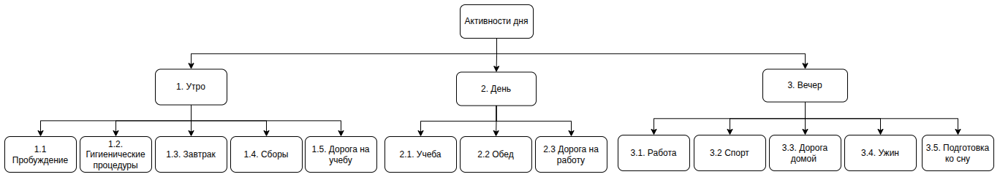 Активности дня
1. Утро
2. День
3. Вечер
1.1
Пробуждение
1.2.
Гигиенические
процедуры
1.3. Завтрак
1.4. Сборы
1.5. Дорога на
учебу
2.1. Учеба
2.2 Обед
2.3 Дорога на
работу
3.1. Работа
3.2 Спорт
3.3. Дорога
домой
3.4. Ужин
3.5. Подготовка
ко сну